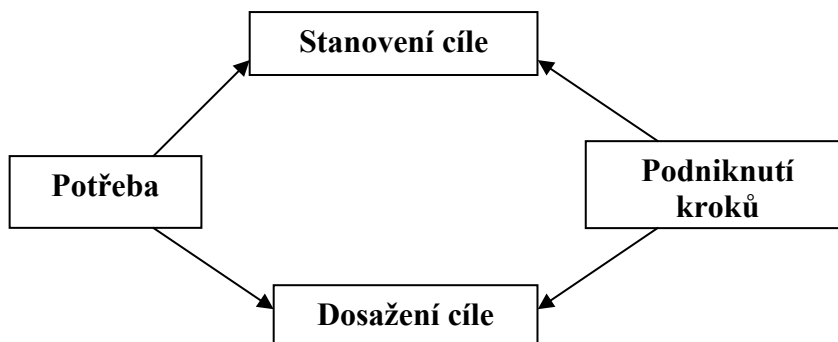 Stanovení cíle
Potřeba
Podniknutí
kroků
Dosažení cíle